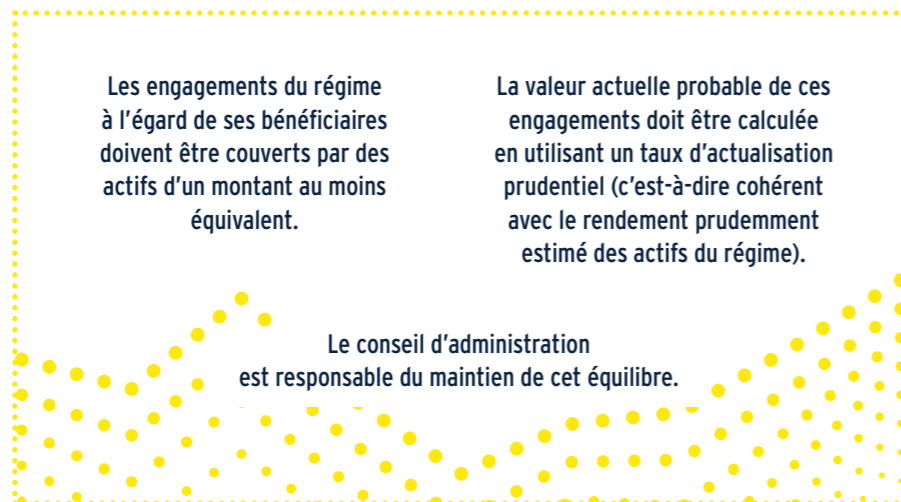 Les engagements du régime
à l'égard de ses bénéficiaires
doivent être couverts par des
actifs d'un montant au moins
équivalent.
La valeur actuelle probable de ces
engagements doit être calculée
en utilisant un taux d'actualisation
prudentiel (c'est-à-dire cohérent
avec le rendement prudemment
estimé des actifs du régime).
Le conseil d'administration
est responsable du maintien de cet équilibre.